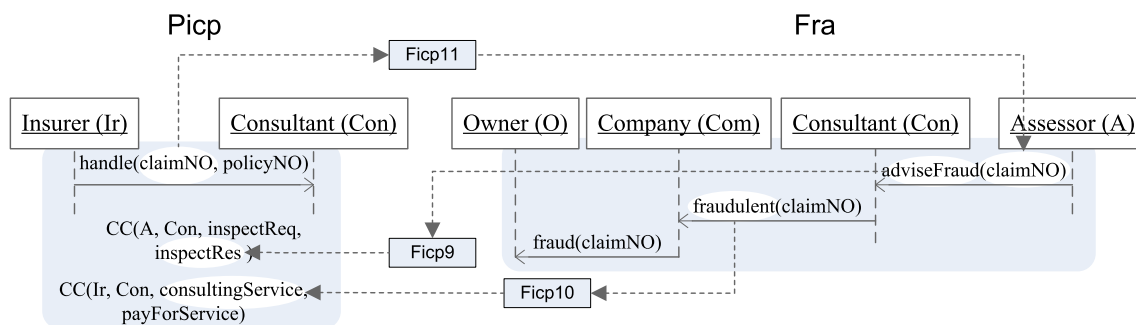 Picp
Fra
Ficp11
Insurer (Ir)
Consultant (Con)
Owner (O)
Company (Com)
Consultant (Con)
Assessor (A)
handle(claimNO, policyNO)
adviseFraud(claimNO)
fraudulent(claimNO)
CC(A, Con, inspectReq,
inspectRes )
Ficp9
fraud(claimNO)
CC(Ir, Con, consultingService,
payForService)
Ficp10